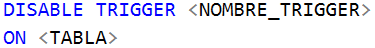 DISABLE TRIGGER <NOMBRE_TRIGGER>
ON <TABLA>